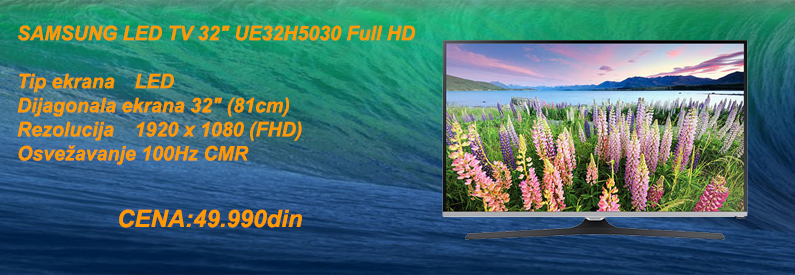 SAMSUNG LED TV 32" UE32H5030 Full HD
Tip ekrana LED
Dijagonala ekrana 32" (81cm)
Rezolucija 1920 x 1080 (FHD)
Osvežavanje 100Hz CMR
CENA:49.990din